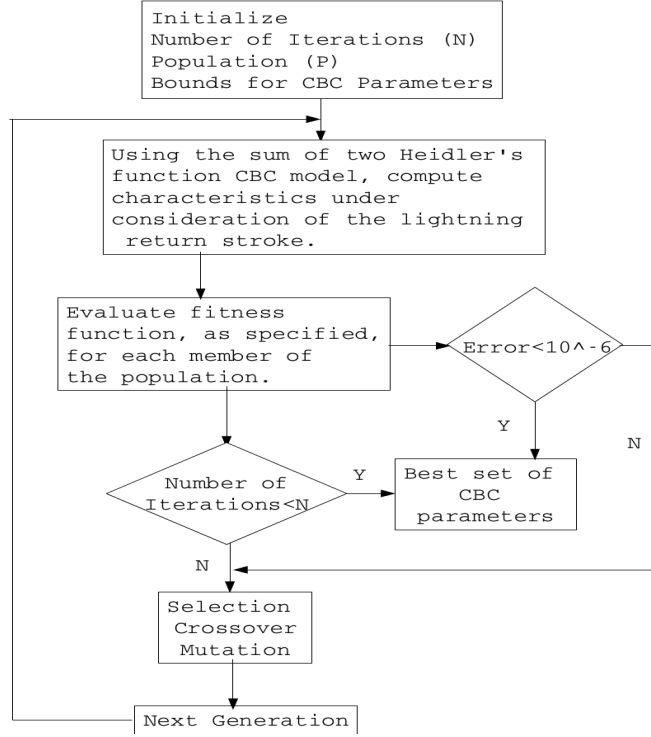 Initialize
Number of Iterations (N)
Population (P)
Bounds for CBC Parameters
Using the sum of two Heidler's
function CBC model, compute
characteristics under
consideration of the lightning
return stroke.
Evaluate fitness
function, as specified,
for each member of
the population.
Error<10^-6
Y
N
Number of
Iterations<N
Y
Best set of
CBC
parameters
N
Selection
Crossover
Mutation
Next Generation